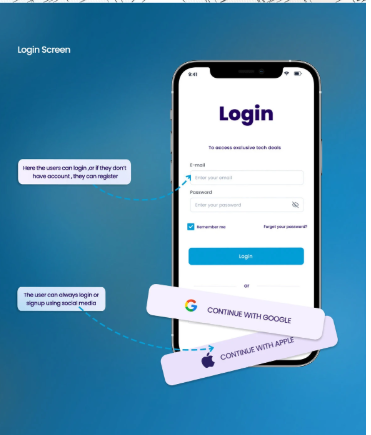 Login Screen
9:41
Login
To access exclusive tech deals
E-mail
Enter your email
Password
Enter your password
Remember me
Forget your password?
Login
or
CONTINUE WITH GOOGLE
CONTINUE WITH APPLE
Here the users can login ,or if they don't
have account , they can register
The user can always login or
signup using social media